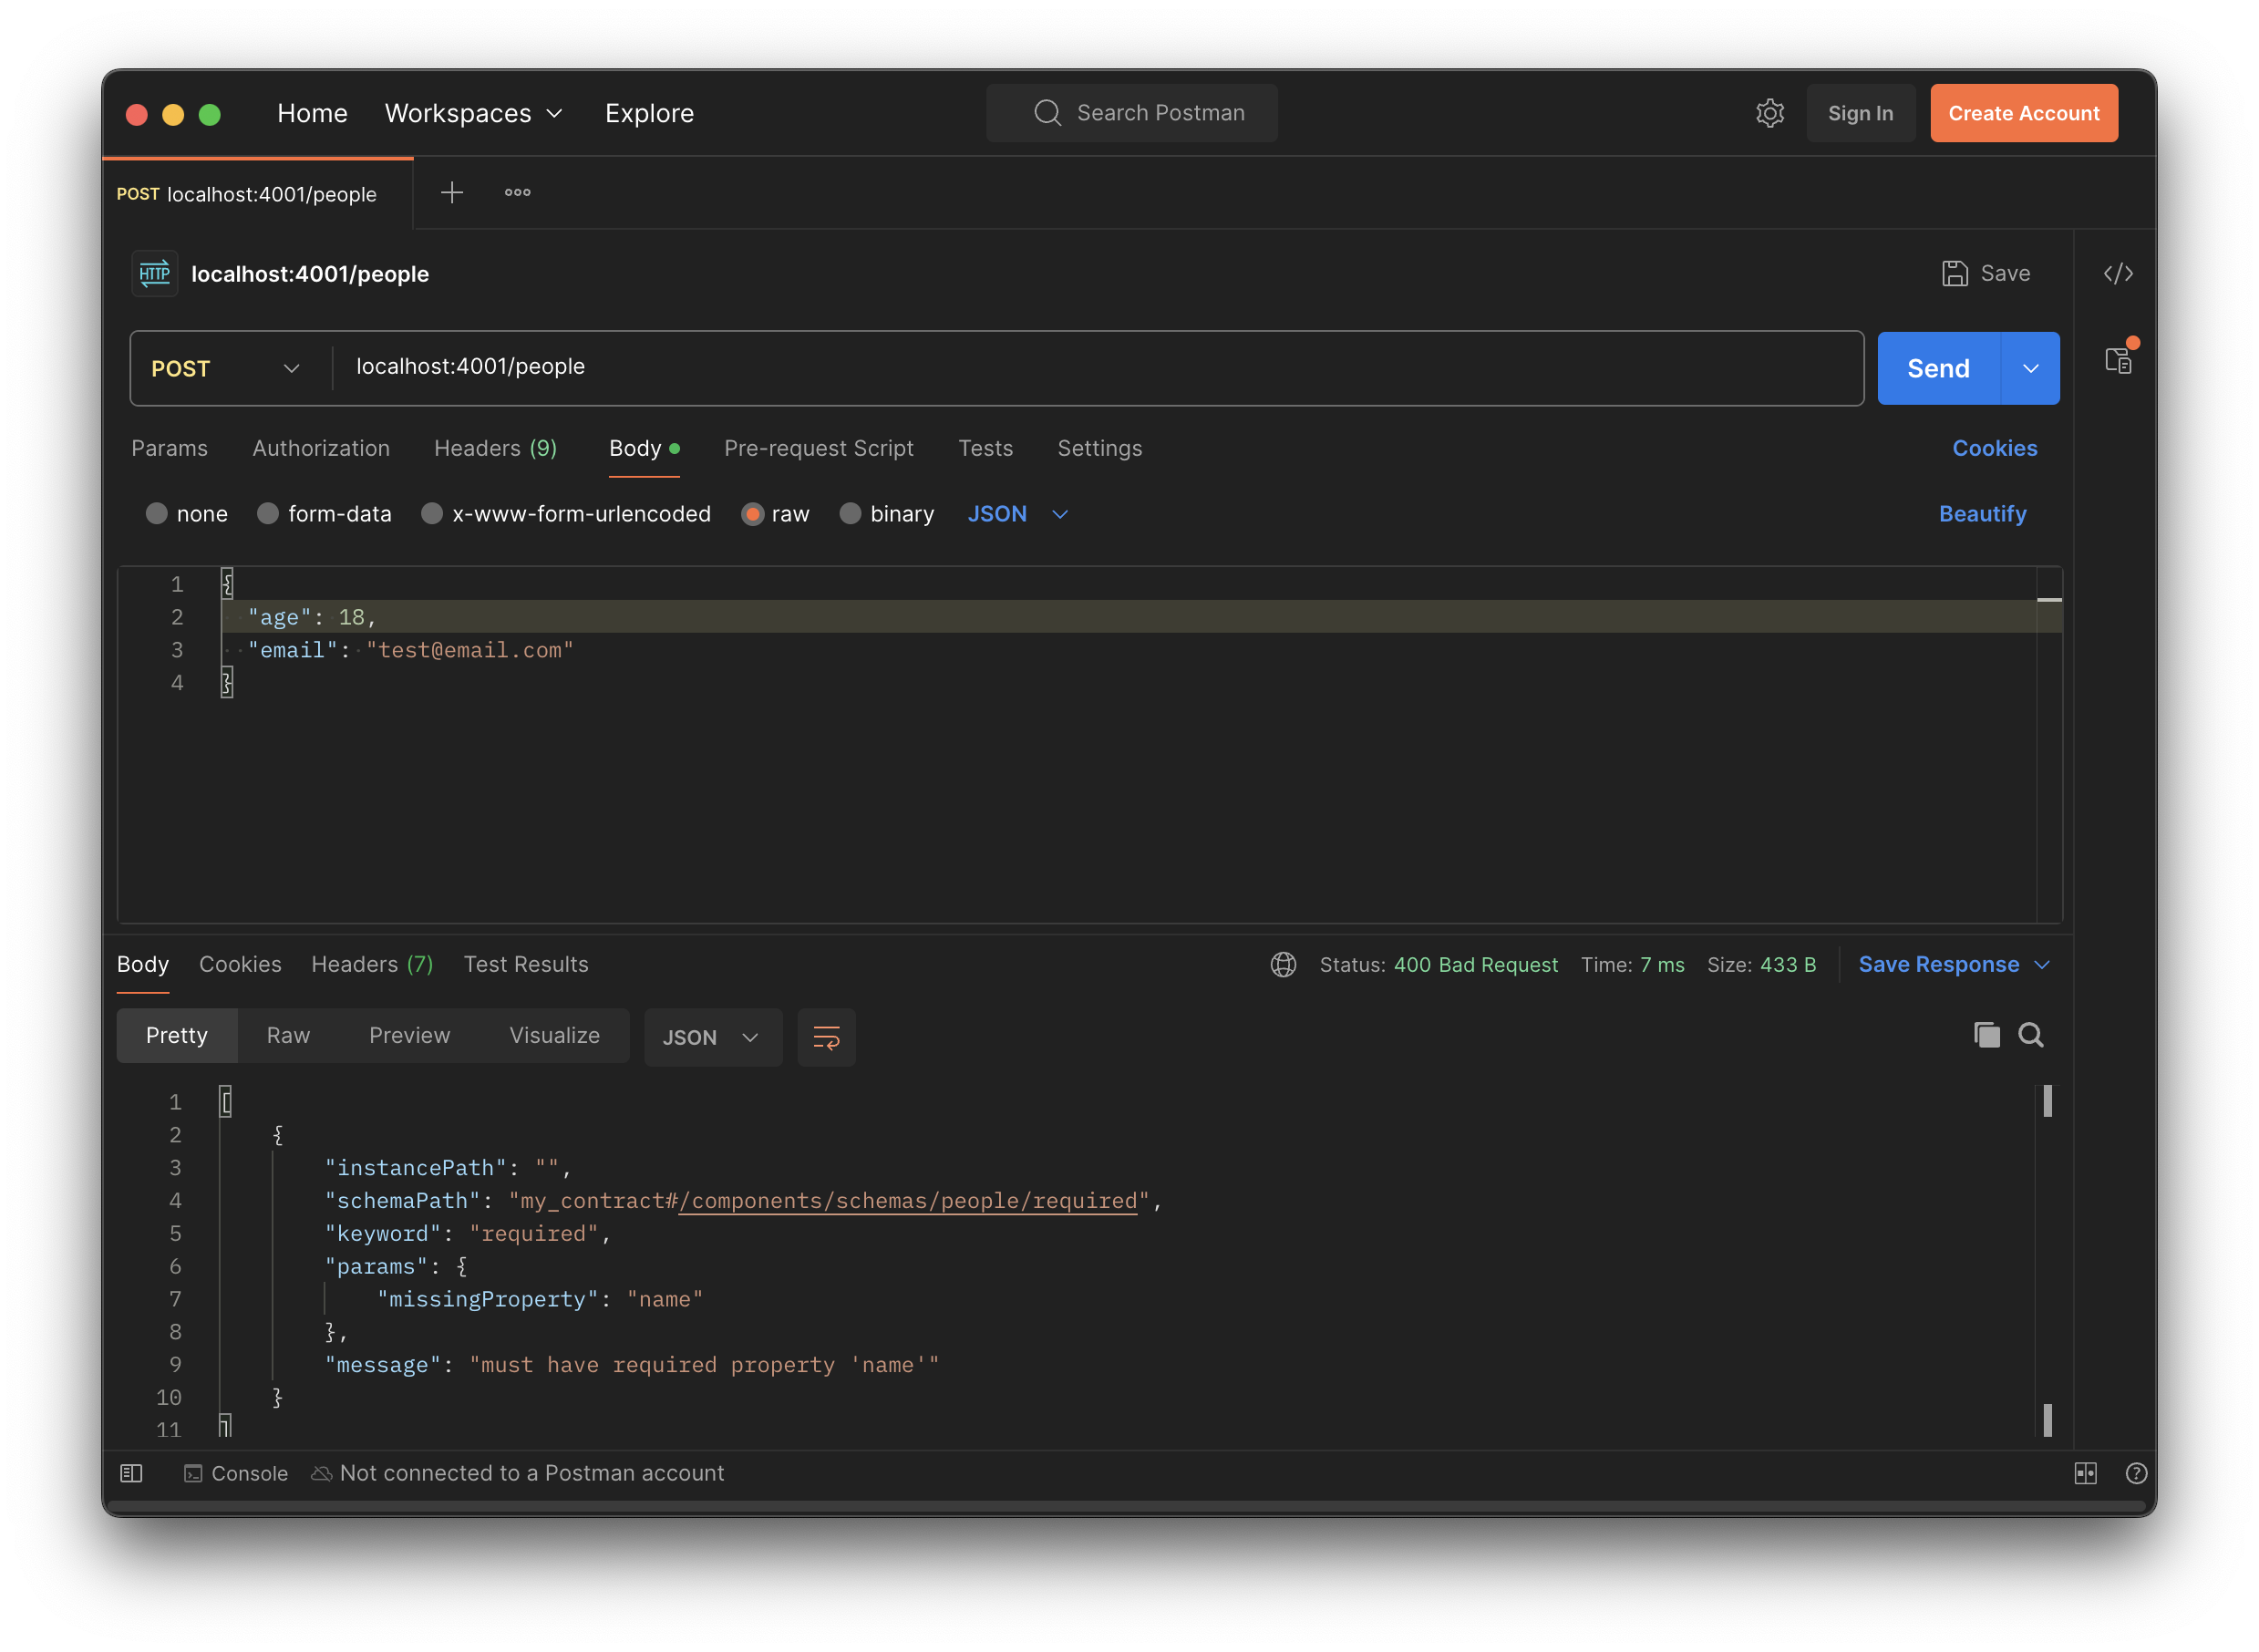 Home Workspaces Explore Search Postman Sign In Create Account
POST localhost:4001/people
HTTP localhost:4001/people Save
POST localhost:4001/people Send
Params Authorization Headers (9) Body Pre-request Script Tests Settings Cookies
none form-data x-www-form-urlencoded raw binary JSON Beautify
1 {
2 "age": 18,
3 "email": "test@email.com"
4 }
Body Cookies Headers (7) Test Results Status: 400 Bad Request Time: 7 ms Size: 433 B Save Response
Pretty Raw Preview Visualize JSON
1 [
2 {
3 "instancePath": "",
4 "schemaPath": "my_contract#/components/schemas/people/required",
5 "keyword": "required",
6 "params": {
7 "missingProperty": "name"
8 },
9 "message": "must have required property 'name'"
10 }
11 ]
Console Not connected to a Postman account